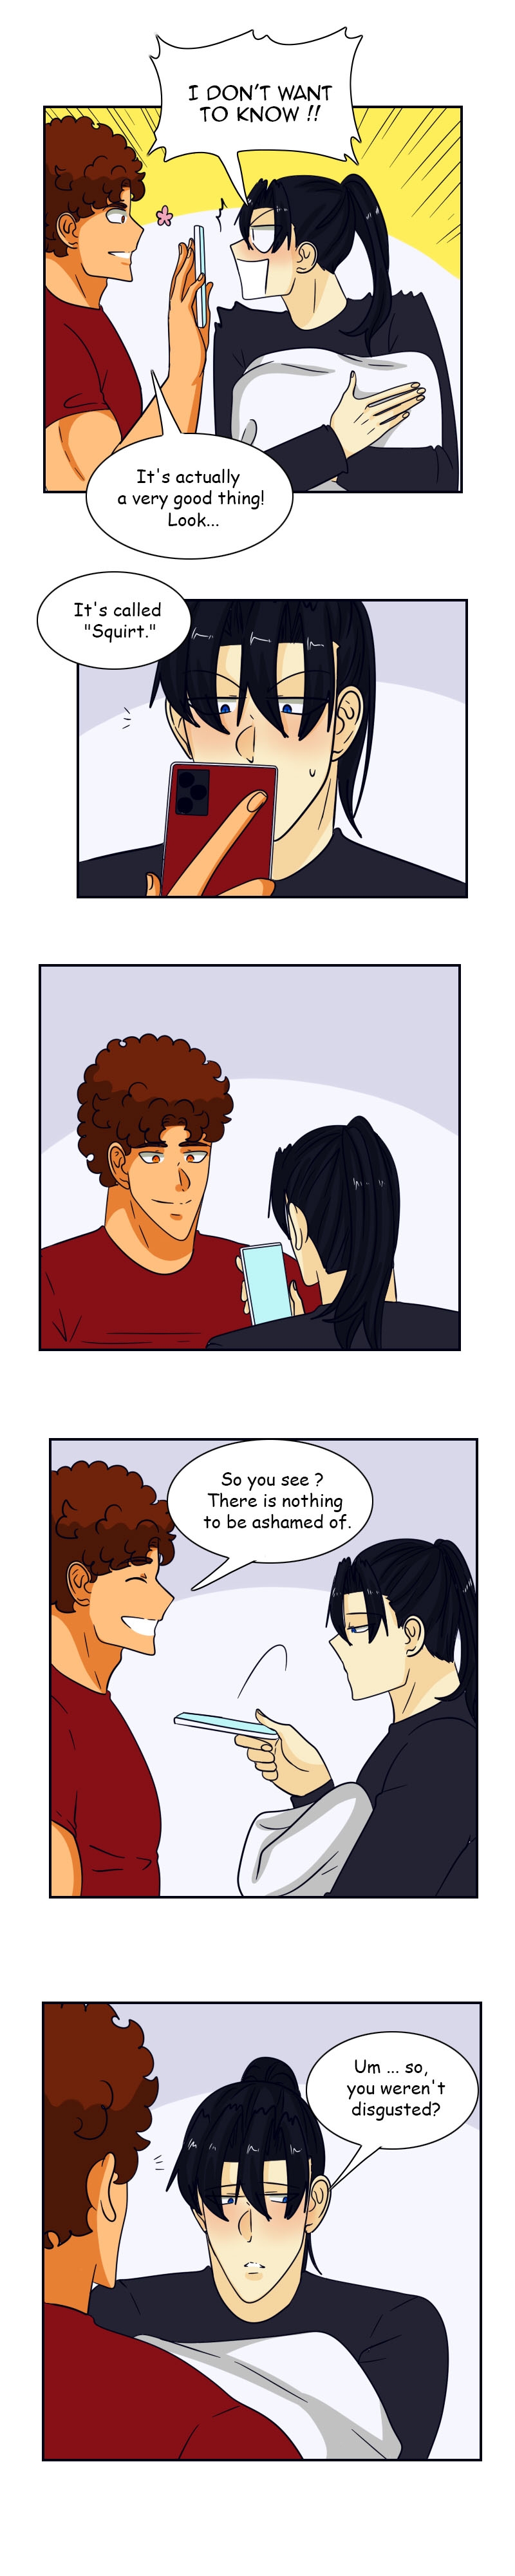 I DON'T WANT
TO KNOW !!
It's actually
a very good thing!
Look...
It's called
"Squirt."
So you see ?
There is nothing
to be ashamed of.
Um ... so,
you weren't
disgusted?